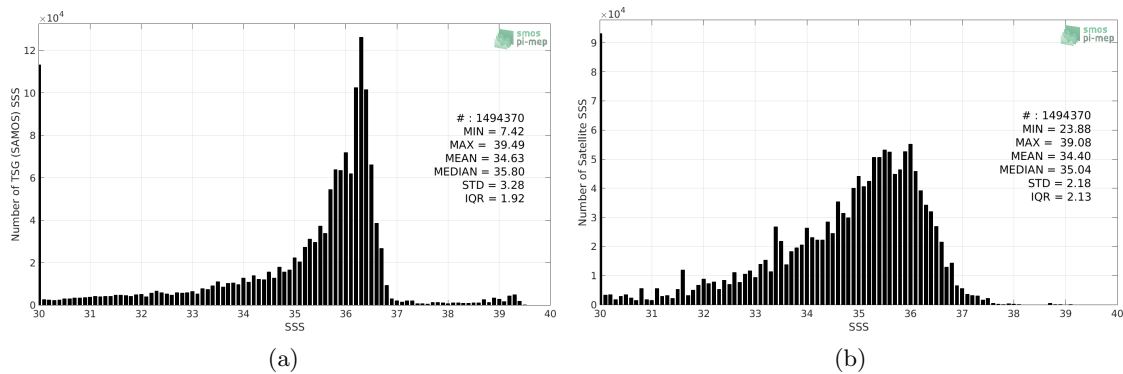 ×10⁴
smos
pi-mep
12
10
8
6
4
2
0
Number of TSG (SAMOS) SSS
# : 1494370
MIN = 7.42
MAX = 39.49
MEAN = 34.63
MEDIAN = 35.80
STD = 3.28
IQR = 1.92
30 31 32 33 34 35 36 37 38 39 40
SSS
(a)
×10⁴
smos
pi-mep
9
8
7
6
5
4
3
2
1
0
Number of Satellite SSS
# : 1494370
MIN = 23.88
MAX = 39.08
MEAN = 34.40
MEDIAN = 35.04
STD = 2.18
IQR = 2.13
30 31 32 33 34 35 36 37 38 39 40
SSS
(b)